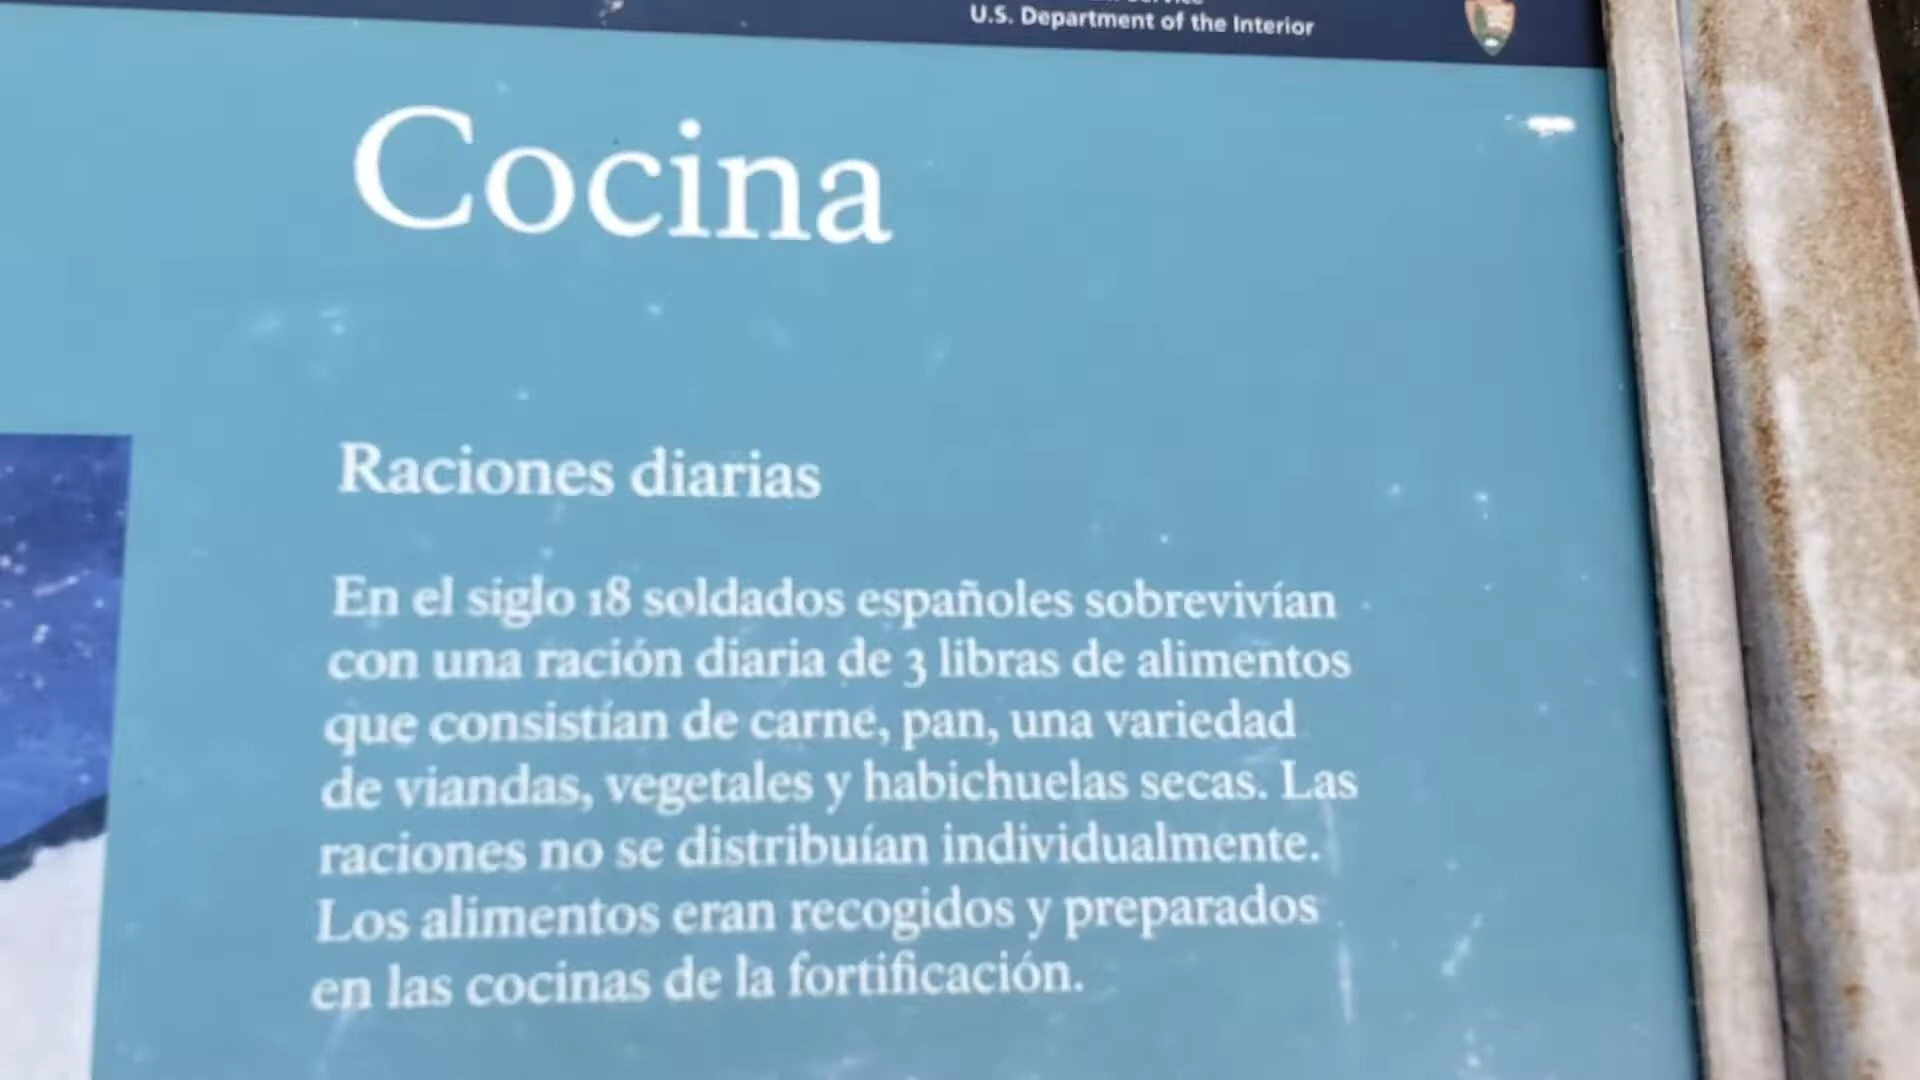 U.S. Department of the Interior
Cocina
Raciones diarias
En el siglo 18 soldados españoles sobrevivían
con una ración diaria de 3 libras de alimentos
que consistían de carne, pan, una variedad
de viandas, vegetales y habichuelas secas. Las
raciones no se distribuían individualmente.
Los alimentos eran recogidos y preparados
en las cocinas de la fortificación.